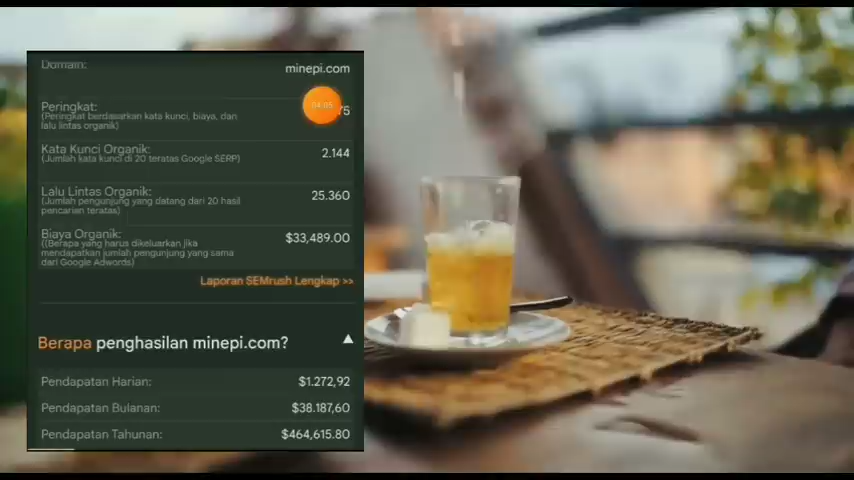 Domain:
minepi.com
Peringkat:
(Peringkat berdasarkan kata kunci, biaya, dan
lalu lintas organik)
04:05
Kata Kunci Organik:
(Jumlah kata kunci di 20 teratas Google SERP)
2.144
Lalu Lintas Organik:
(Jumlah pengunjung yang datang dari 20 hasil
pencarian teratas)
25.360
Biaya Organik:
((Berapa yang harus dikeluarkan jika
mendapatkan jumlah pengunjung yang sama
dari Google Adwords)
$33,489.00
Laporan SEMrush Lengkap >>
Berapa penghasilan minepi.com?
Pendapatan Harian: $1.272,92
Pendapatan Bulanan: $38.187,60
Pendapatan Tahunan: $464,615.80